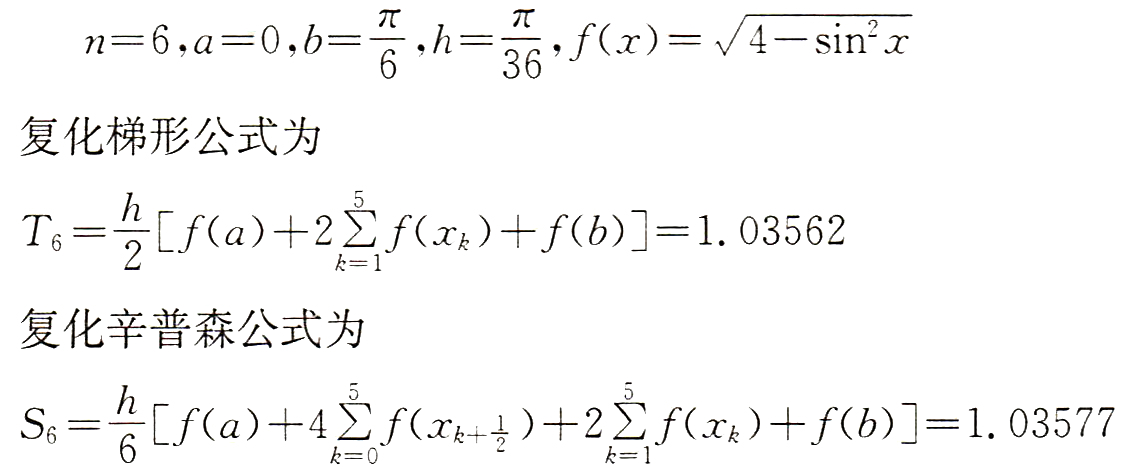 n=6,a=0,b=π/6,h=π/36,f(x)=√(4−sin²x)
复化梯形公式为
T₆=h/2[f(a)+2∑_{k=1}^{5}f(x_k)+f(b)]=1.03562
复化辛普森公式为
S₆=h/6[f(a)+4∑_{k=0}^{5}f(x_{k+1/2})+2∑_{k=1}^{5}f(x_k)+f(b)]=1.03577